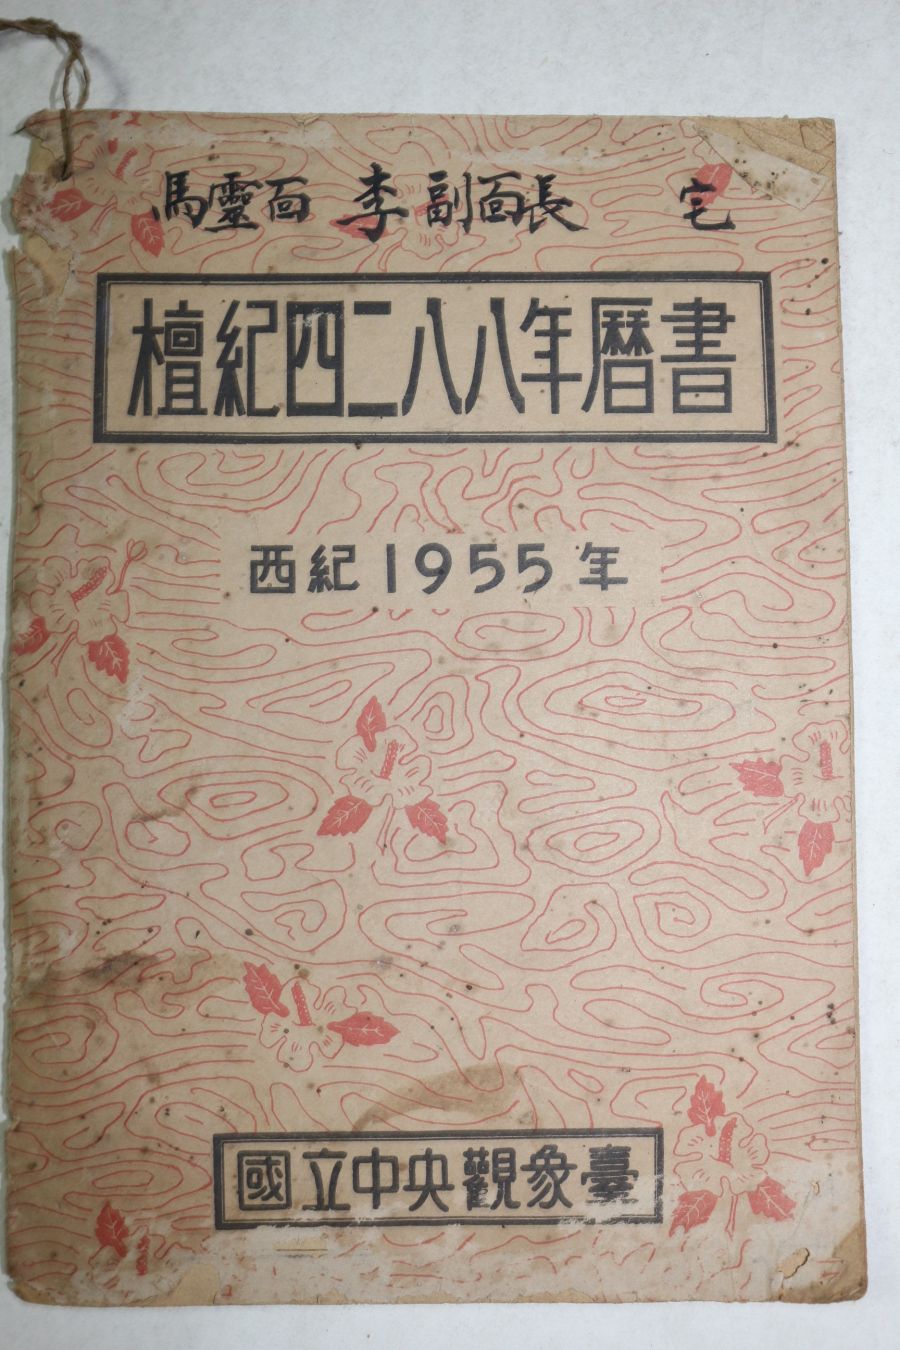 馬靈面 李副面長 宅
檀紀四二八八年曆書
西紀1955年
國立中央觀象臺